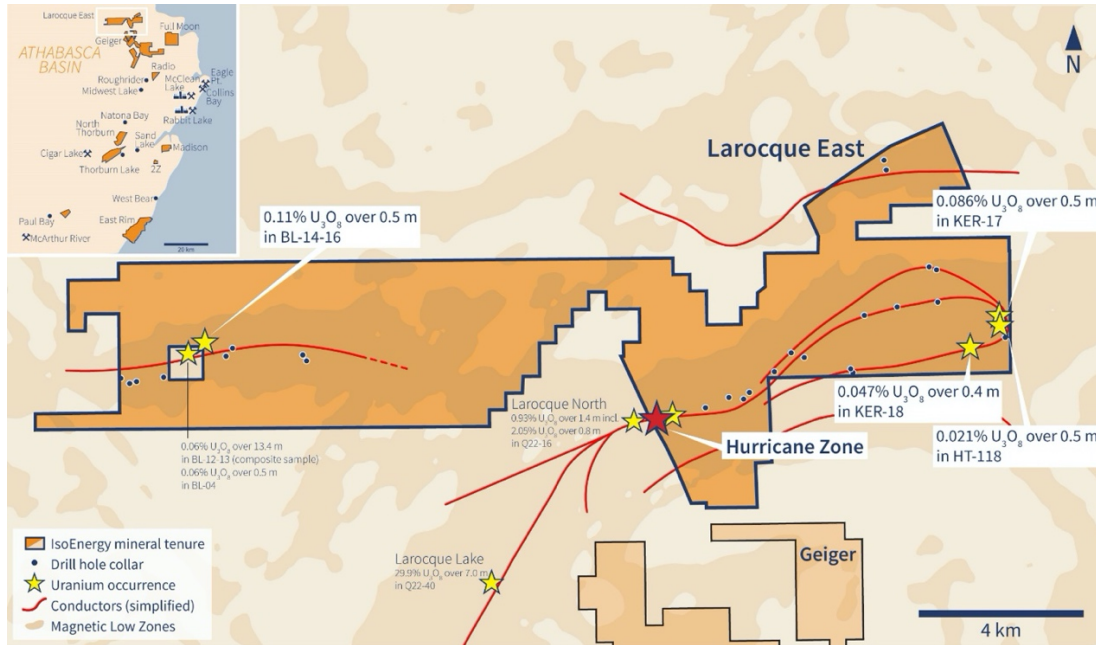 Larocque East
Full Moon
Geiger
ATHABASCA
BASIN
Radio
Roughrider
Midwest Lake
McClean
Lake
Eagle
Pt.
Collins
Bay
Rabbit Lake
Natona Bay
North
Thorburn
Sand
Lake
Cigar Lake
Madison
Thorburn Lake
2Z
West Bear
Paul Bay
East Rim
McArthur River
20 km
N
Larocque East
0.11% U₃O₈ over 0.5 m
in BL-14-16
0.086% U₃O₈ over 0.5 m
in KER-17
0.047% U₃O₈ over 0.4 m
in KER-18
0.021% U₃O₈ over 0.5 m
in HT-118
Larocque North
0.93% U₃O₈ over 1.4 m incl.
2.05% U₃O₈ over 0.8 m
in Q22-16
Hurricane Zone
0.06% U₃O₈ over 13.4 m
in BL-12-13 (composite sample)
0.06% U₃O₈ over 0.5 m
in BL-04
Larocque Lake
29.9% U₃O₈ over 7.0 m
in Q22-40
Geiger
IsoEnergy mineral tenure
Drill hole collar
Uranium occurrence
Conductors (simplified)
Magnetic Low Zones
4 km